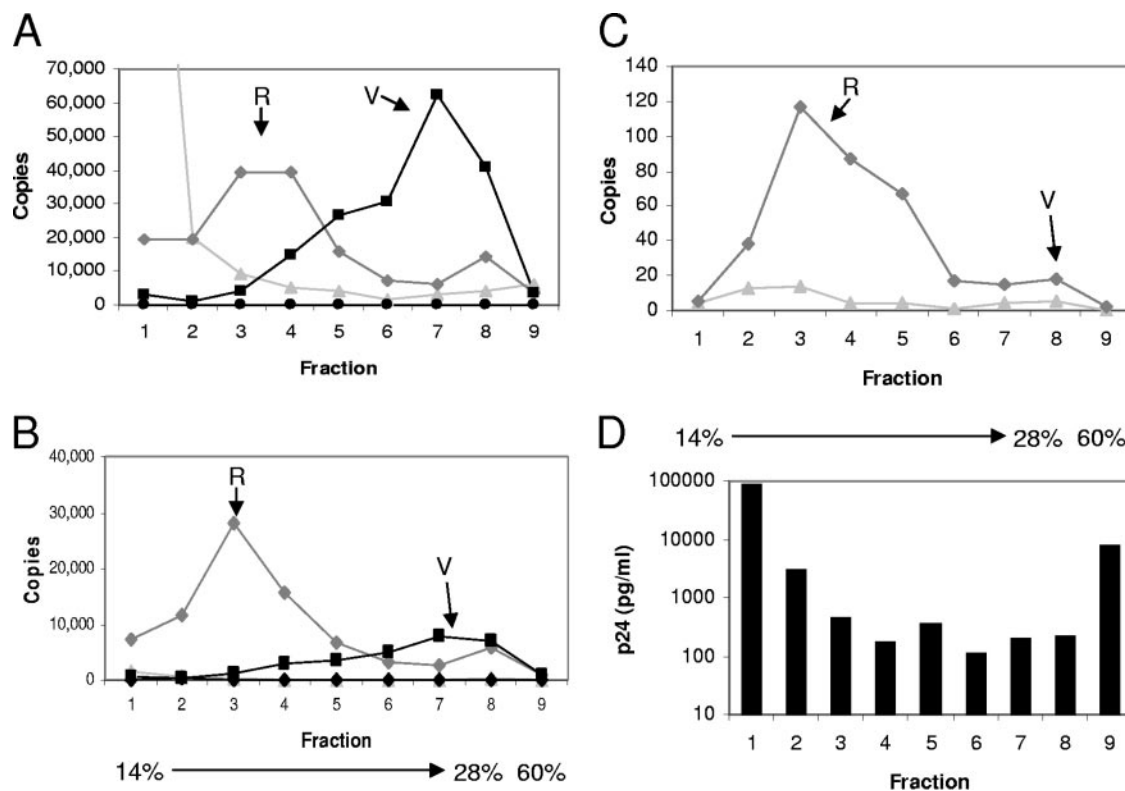 A
70,000
60,000
50,000
40,000
30,000
20,000
10,000
0
Copies
R
V
1 2 3 4 5 6 7 8 9
Fraction
B
40,000
30,000
20,000
10,000
0
Copies
R
V
1 2 3 4 5 6 7 8 9
Fraction
14% 28% 60%
C
140
120
100
80
60
40
20
0
Copies
R
V
1 2 3 4 5 6 7 8 9
Fraction
D
14% 28% 60%
100000
10000
1000
100
10
p24 (pg/ml)
1 2 3 4 5 6 7 8 9
Fraction